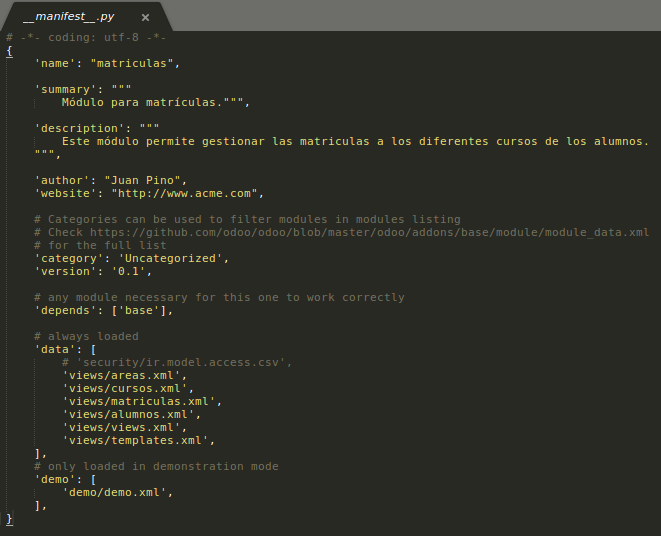 __manifest__.py ×
# -*- coding: utf-8 -*-
{
'name': "matriculas",
'summary': """
Módulo para matrículas.""",
'description': """
Este módulo permite gestionar las matriculas a los diferentes cursos de los alumnos.
""",
'author': "Juan Pino",
'website': "http://www.acme.com",
# Categories can be used to filter modules in modules listing
# Check https://github.com/odoo/odoo/blob/master/odoo/addons/base/module/module_data.xml
# for the full list
'category': 'Uncategorized',
'version': '0.1',
# any module necessary for this one to work correctly
'depends': ['base'],
# always loaded
'data': [
# 'security/ir.model.access.csv',
'views/areas.xml',
'views/cursos.xml',
'views/matriculas.xml',
'views/alumnos.xml',
'views/views.xml',
'views/templates.xml',
],
# only loaded in demonstration mode
'demo': [
'demo/demo.xml',
],
}